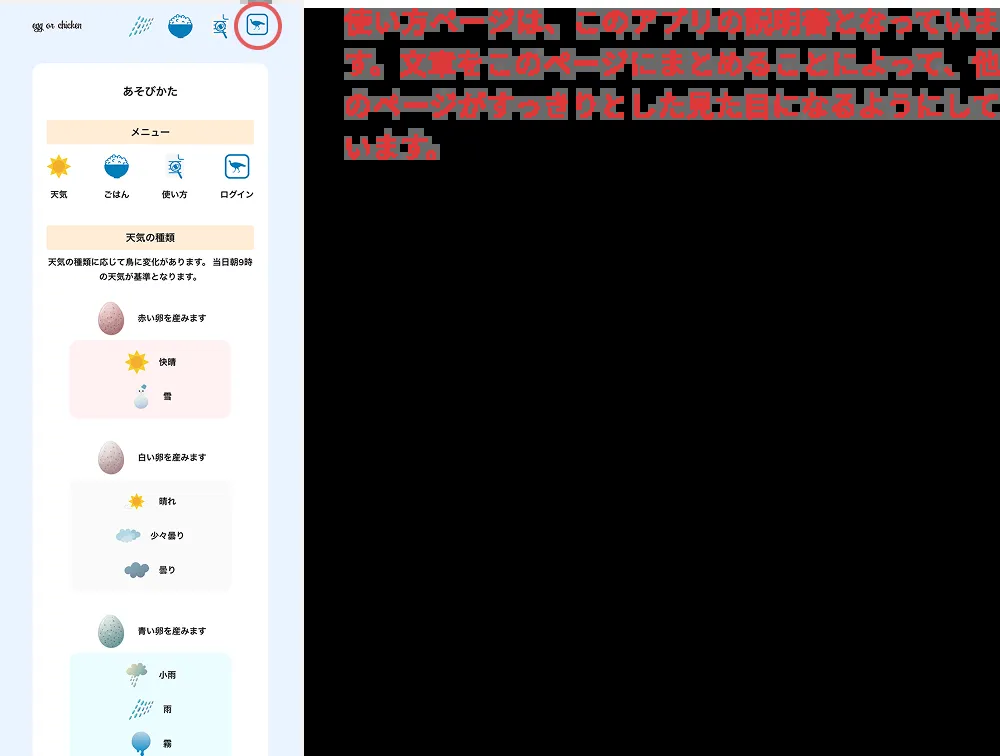 egg or chicken
あそびかた
メニュー
天気 ごはん 使い方 ログイン
天気の種類
天気の種類に応じて鳥に変化があります。 当日朝9時
の天気が基準となります。
赤い卵を産みます
快晴
雪
白い卵を産みます
晴れ
少々曇り
曇り
青い卵を産みます
小雨
雨
霧
使い方ページは、このアプリの説明書となっていま
す。文章をこのページにまとめることによって、他
のページがすっきりとした見た目になるようにして
います。